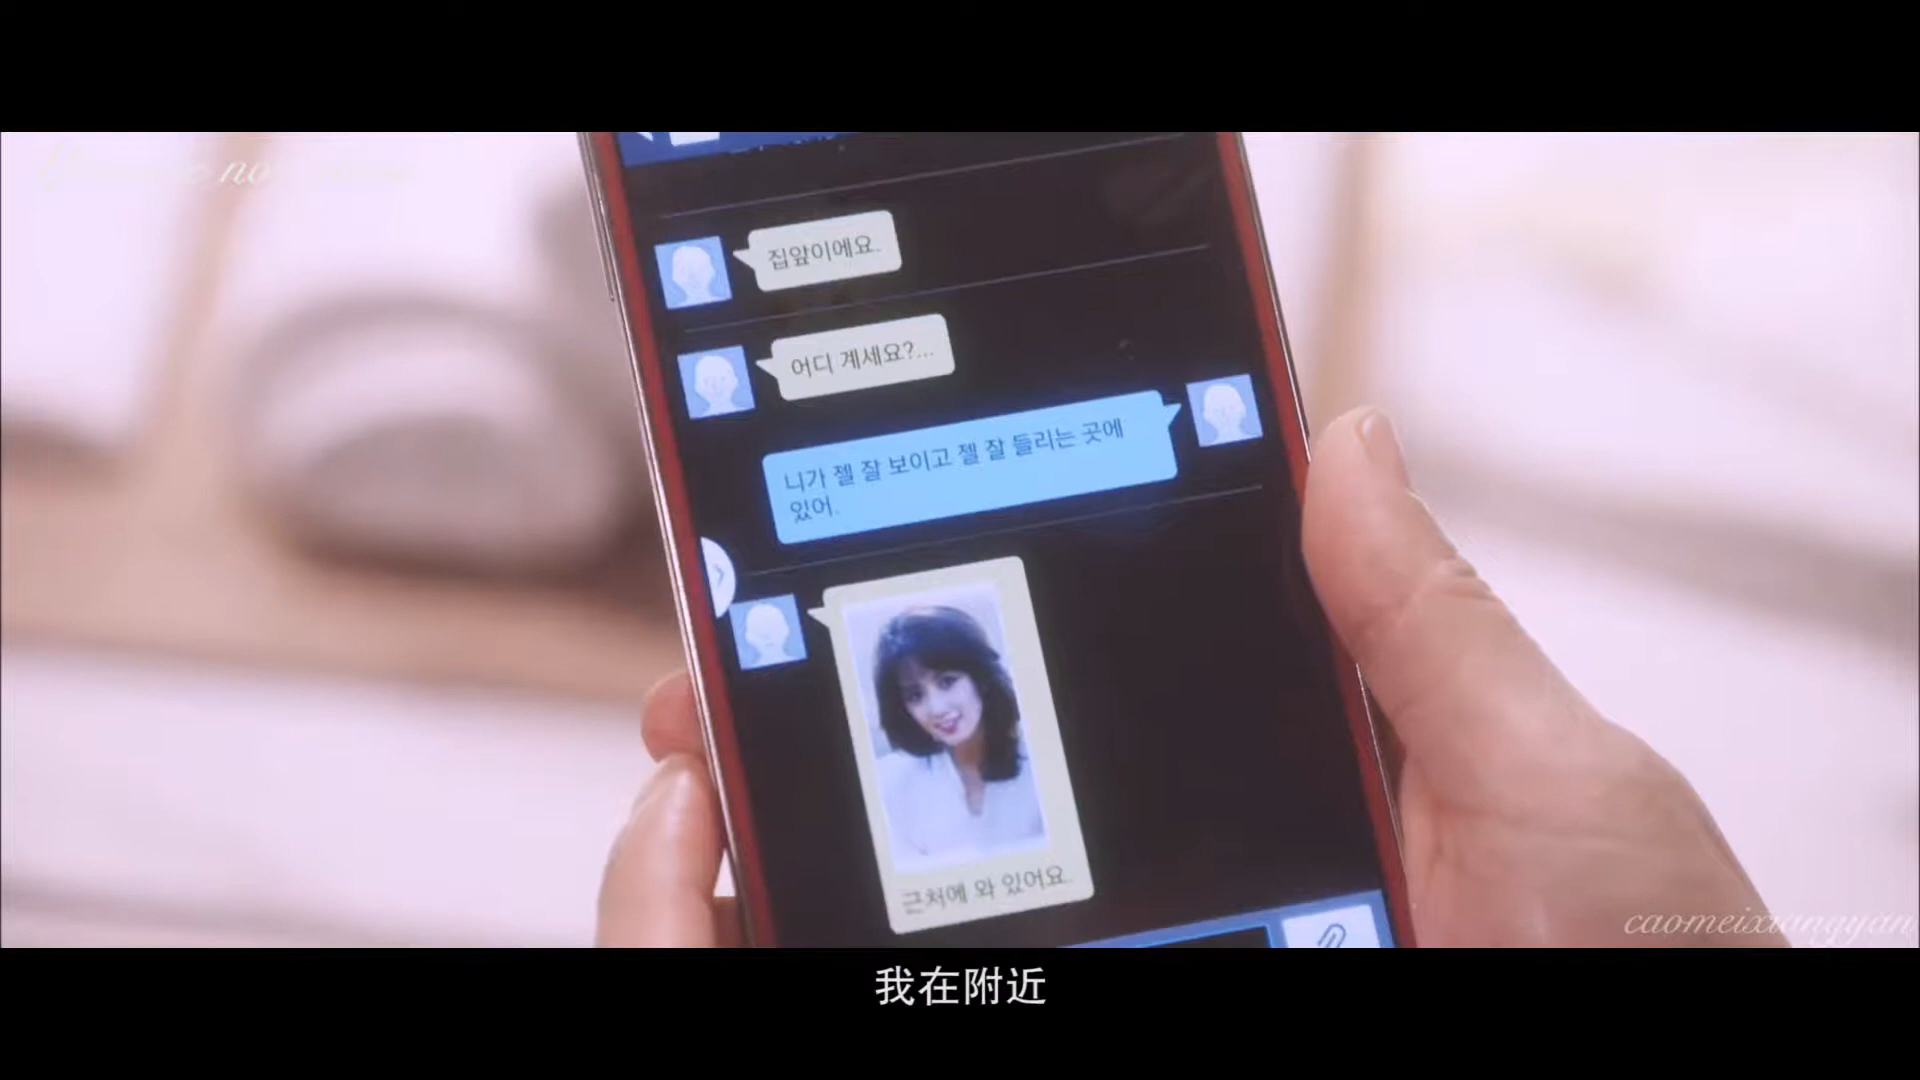 집앞이에요.
어디 계세요?...
니가 젤 잘 보이고 젤 잘 들리는 곳에
있어.
근처에 와 있어요.
caomeixiangyan
我在附近